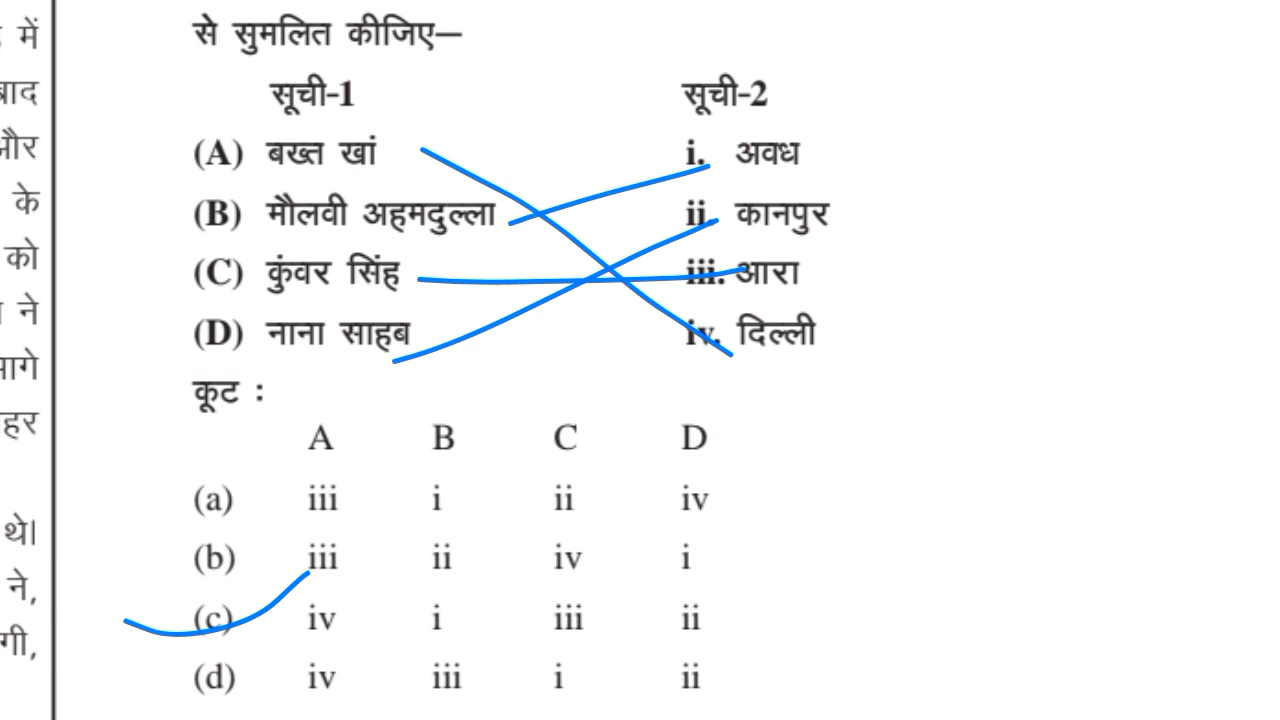 में
से सुमलित कीजिए–
बाद
सूची-1 सूची-2
और
(A) बख्त खां i. अवध
के
(B) मौलवी अहमदुल्ला ii. कानपुर
को
(C) कुंवर सिंह iii. आरा
ने
(D) नाना साहब iv. दिल्ली
कूट :
A B C D
(a) iii i ii iv
थे।
(b) iii ii iv i
ने,
(c) iv i iii ii
(d) iv iii i ii